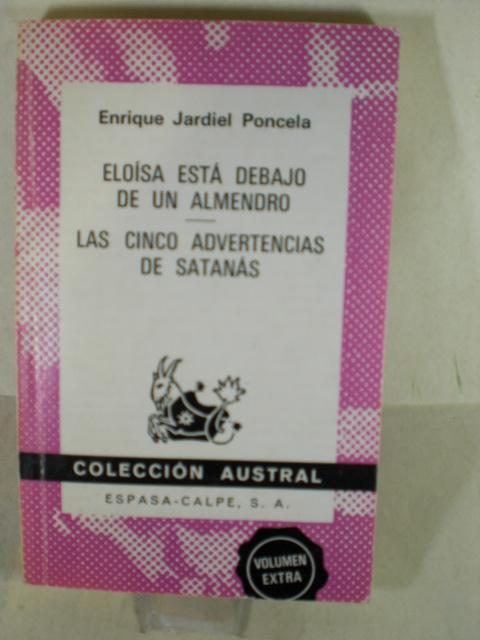 Enrique Jardiel Poncela
ELOÍSA ESTÁ DEBAJO
DE UN ALMENDRO
LAS CINCO ADVERTENCIAS
DE SATANÁS
COLECCIÓN AUSTRAL
ESPASA-CALPE, S. A.
VOLUMEN
EXTRA